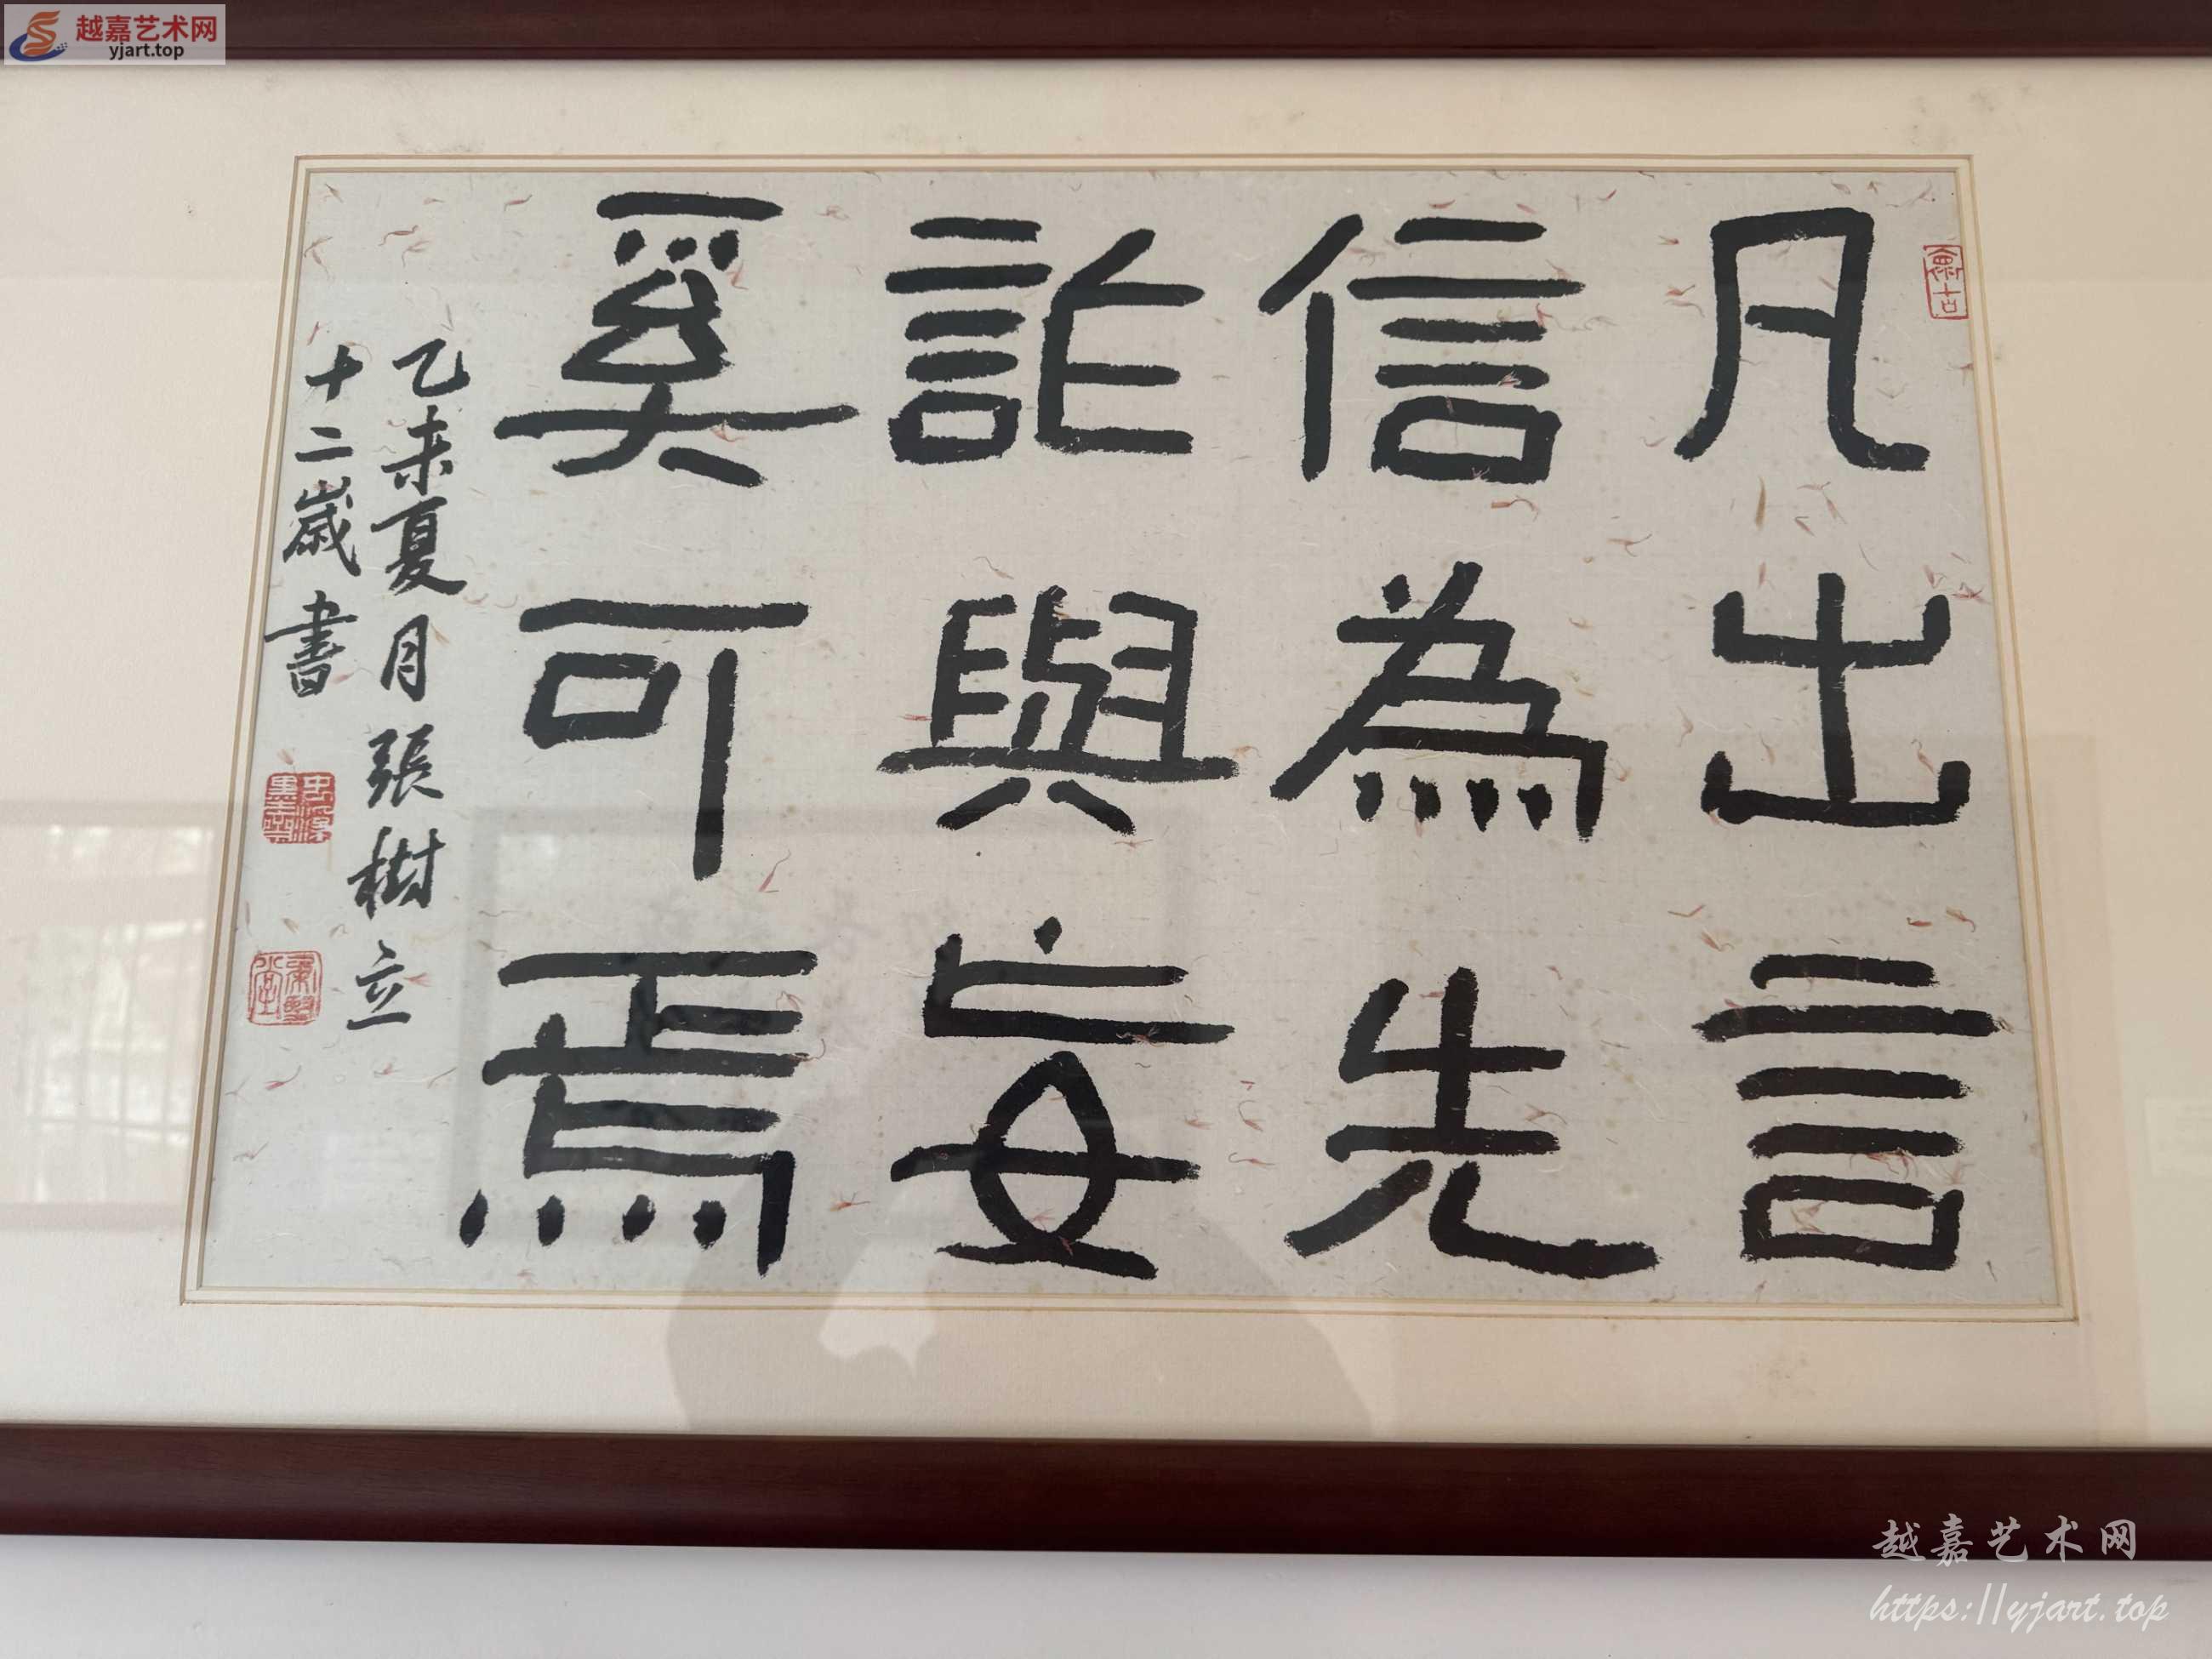 凡出言
信為先
詐與妄
奚可焉
乙未夏月張樹立
十二歲書
越嘉艺术网
yjart.top
越嘉艺术网
https://yjart.top